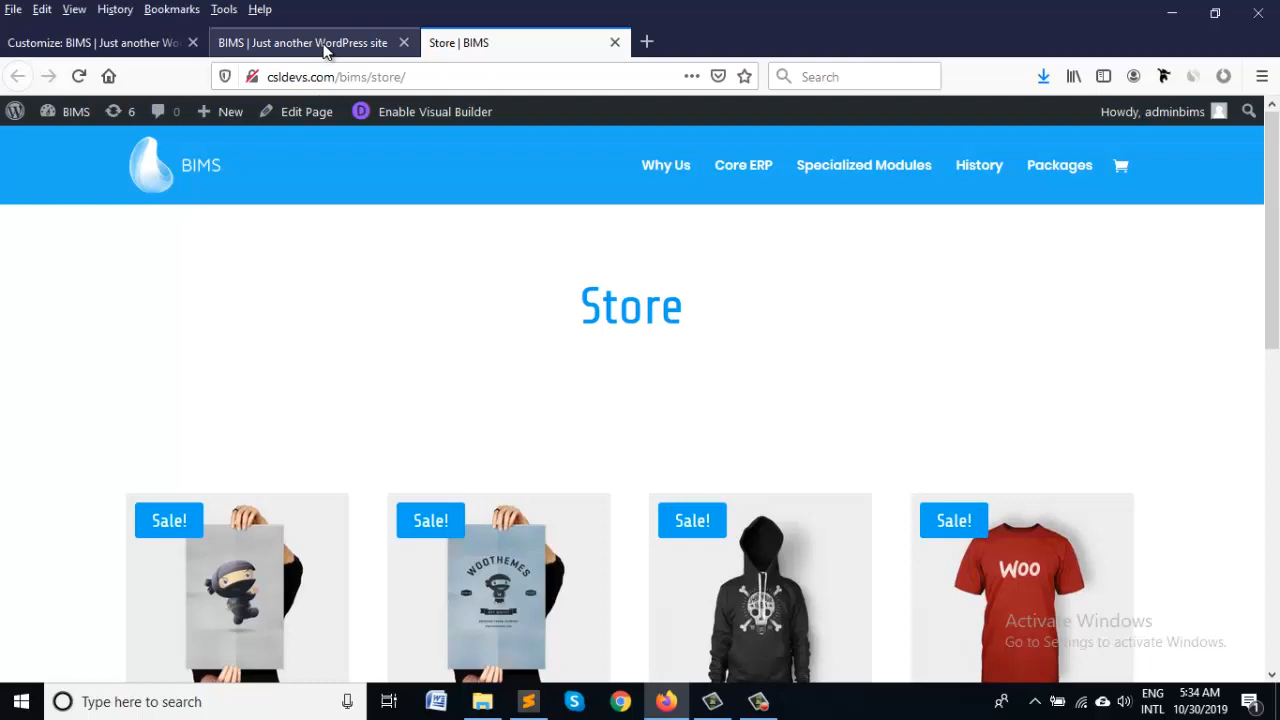 File Edit View History Bookmarks Tools Help
Customize: BIMS | Just another Wo
BIMS | Just another WordPress site
Store | BIMS
csldevs.com/bims/store/
Search
BIMS 6 0 New Edit Page D Enable Visual Builder Howdy, adminbims
BIMS
Why Us Core ERP Specialized Modules History Packages
Store
Sale! Sale! Sale! Sale!
WOOTHEMES
WOO
Activate Windows
Go to Settings to activate Windows.
Type here to search
ENG
INTL
5:34 AM
10/30/2019
1